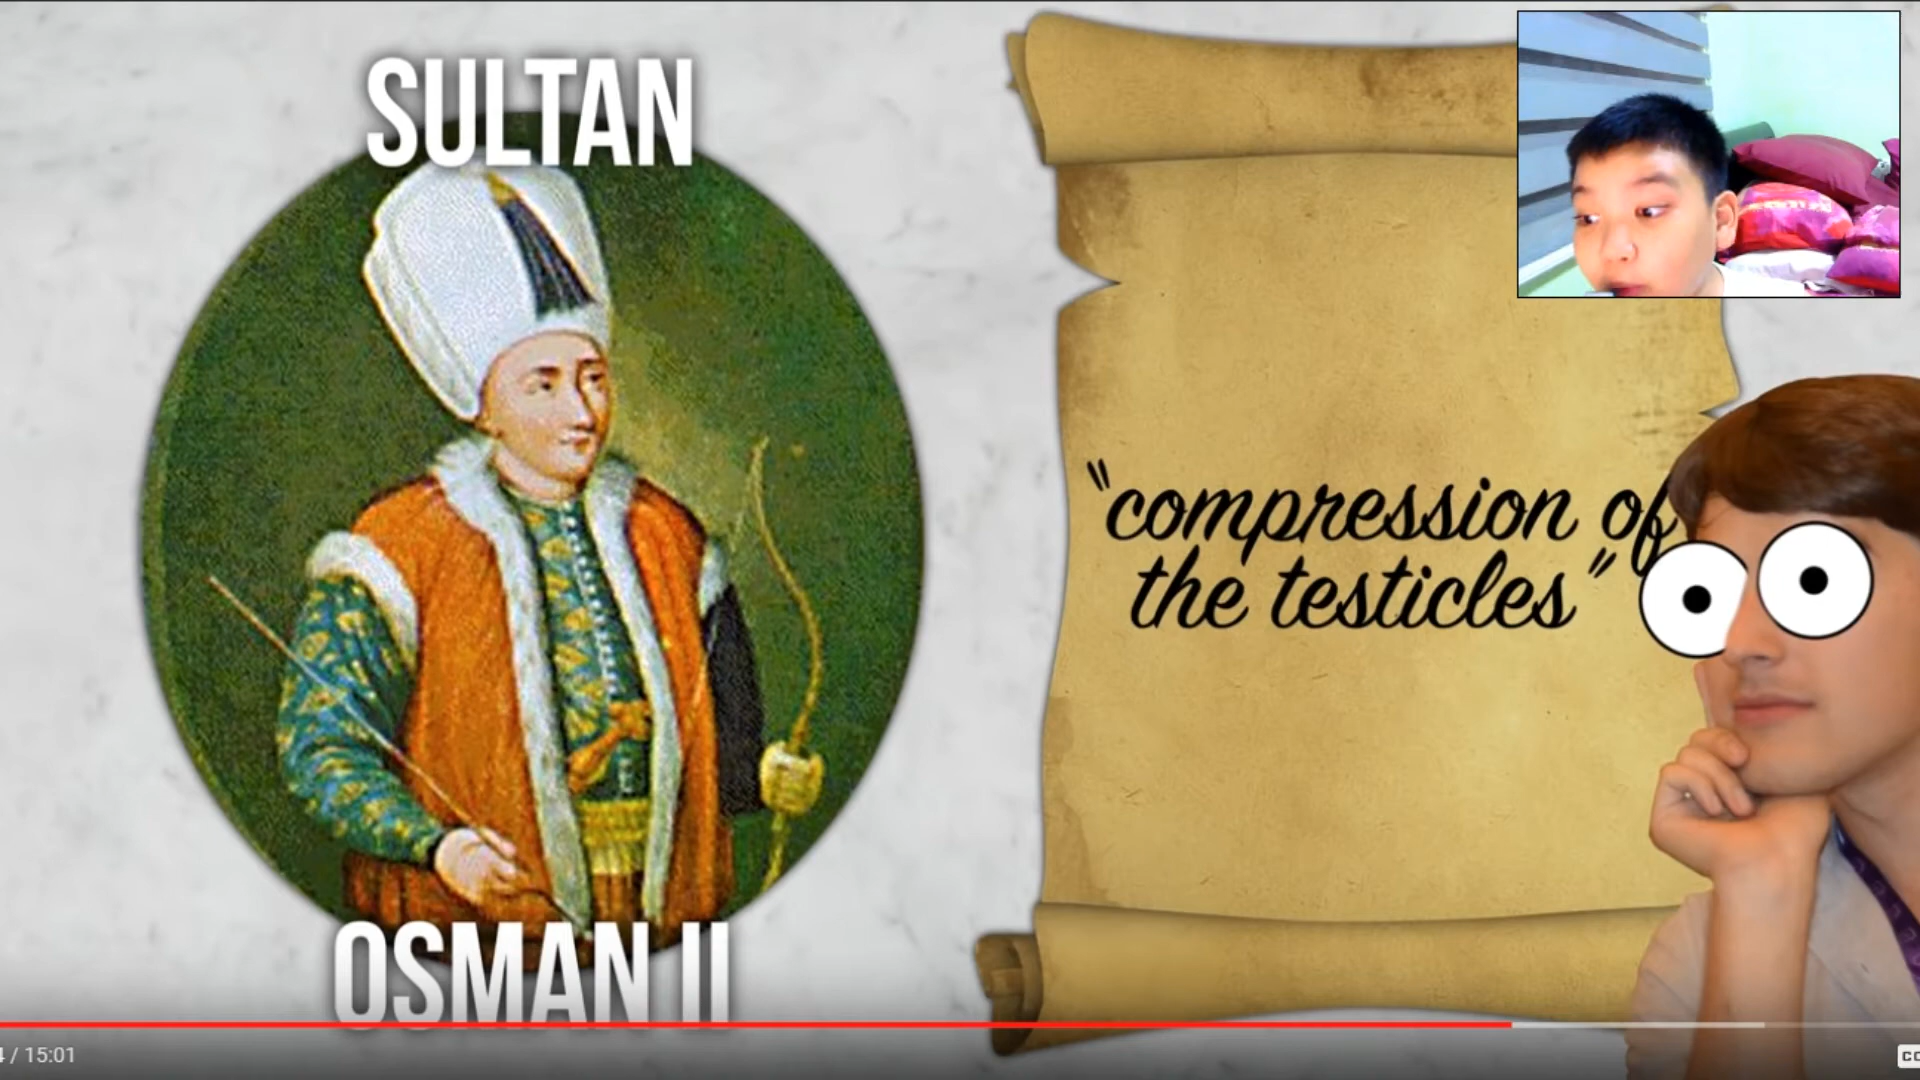 SULTAN
OSMAN II
"compression of
the testicles"
/ 15:01